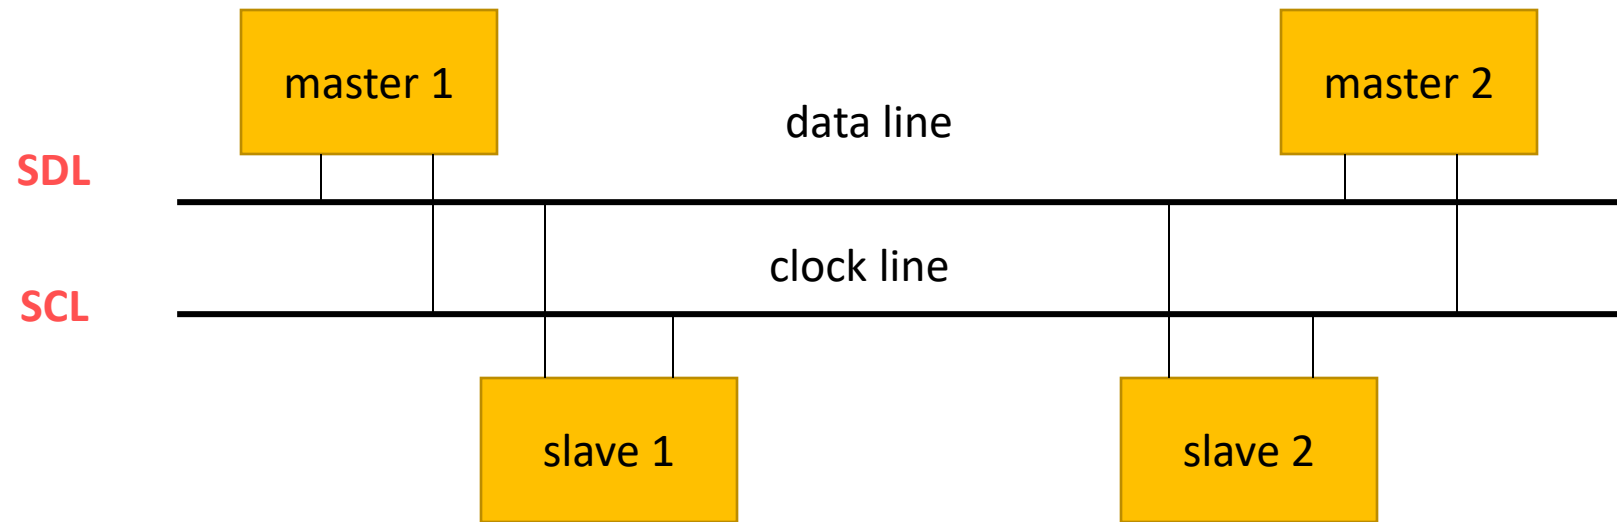 master 1
master 2
data line
SDL
clock line
SCL
slave 1
slave 2